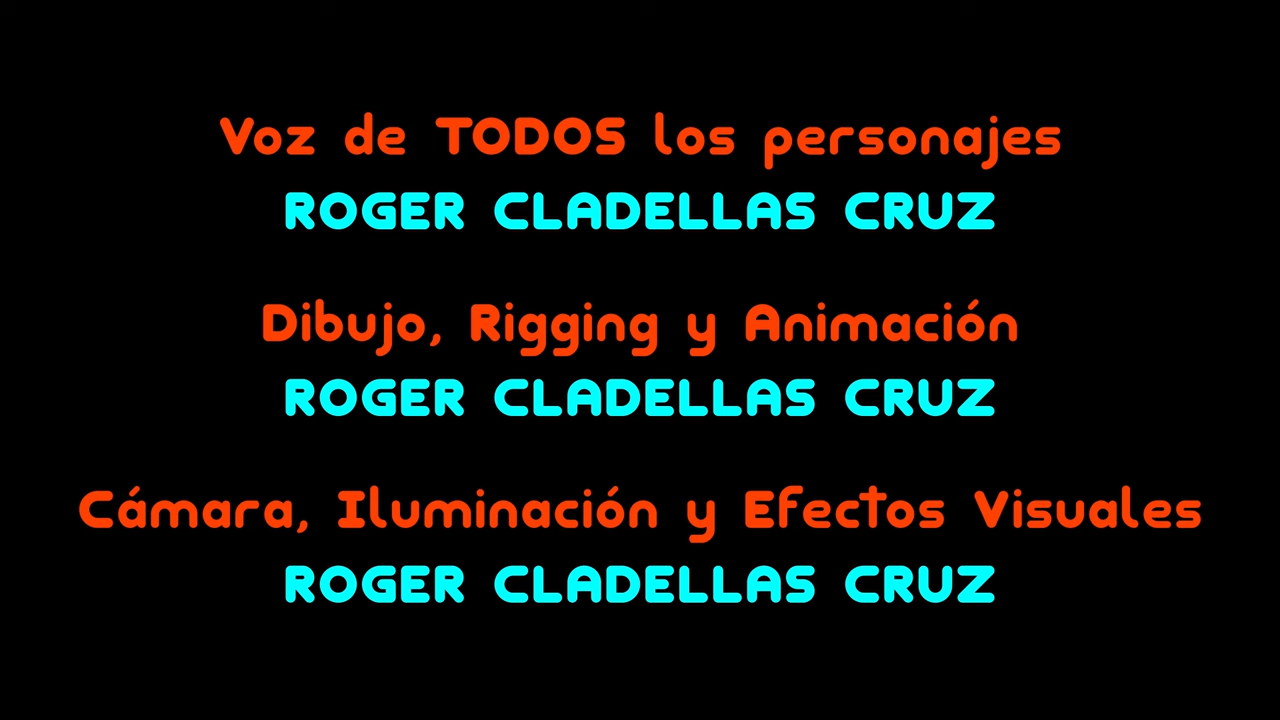 Voz de TODOS los personajes
ROGER CLADELLAS CRUZ
Dibujo, Rigging y Animación
ROGER CLADELLAS CRUZ
Cámara, Iluminación y Efectos Visuales
ROGER CLADELLAS CRUZ